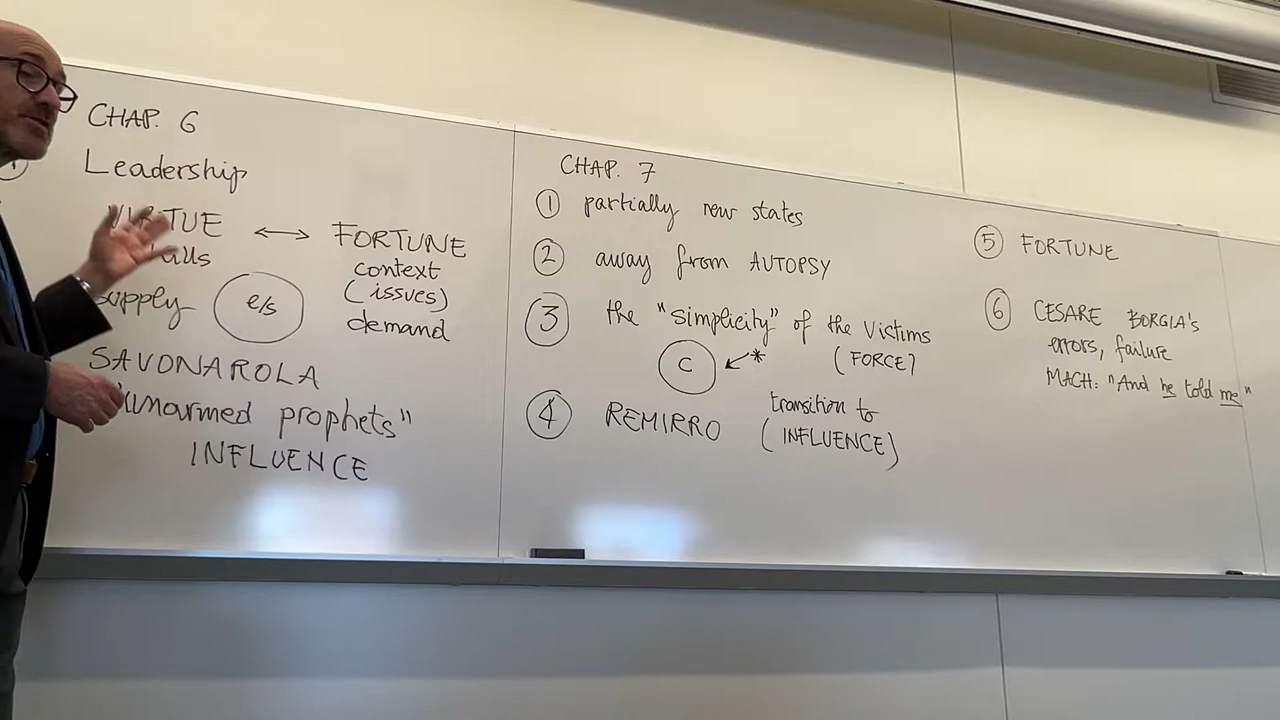 CHAP. 6
Leadership
VIRTUE ↔ FORTUNE
context
(issues)
supply e/s demand
SAVONAROLA
"unarmed prophets"
INFLUENCE
CHAP. 7
① partially new states
② away from AUTOPSY
③ the "simplicity" of the victims
C ↙* (FORCE)
④ REMIRRO transition to
(INFLUENCE)
⑤ FORTUNE
⑥ CESARE BORGIA's
errors, failure
MACH: "And he told me"